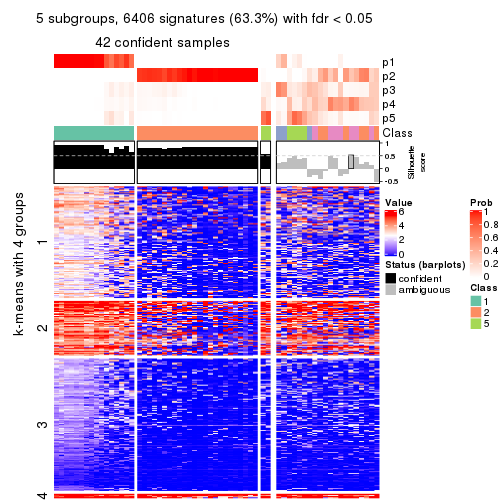 5 subgroups, 6406 signatures (63.3%) with fdr < 0.05
42 confident samples
p1
p2
p3
p4
p5
Class
1
0.5
0
-0.5
Silhouette
score
k-means with 4 groups
1
2
3
4
Value
6
4
2
0
Status (barplots)
confident
ambiguous
Prob
1
0.8
0.6
0.4
0.2
0
Class
1
2
5